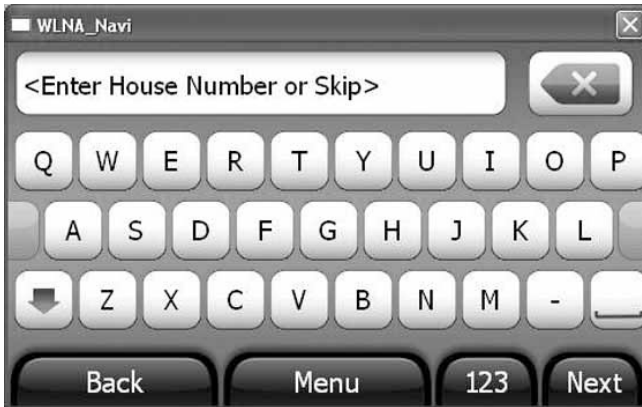 WLNA_Navi
<Enter House Number or Skip>
Q W E R T Y U I O P
A S D F G H J K L
Z X C V B N M -
Back Menu 123 Next